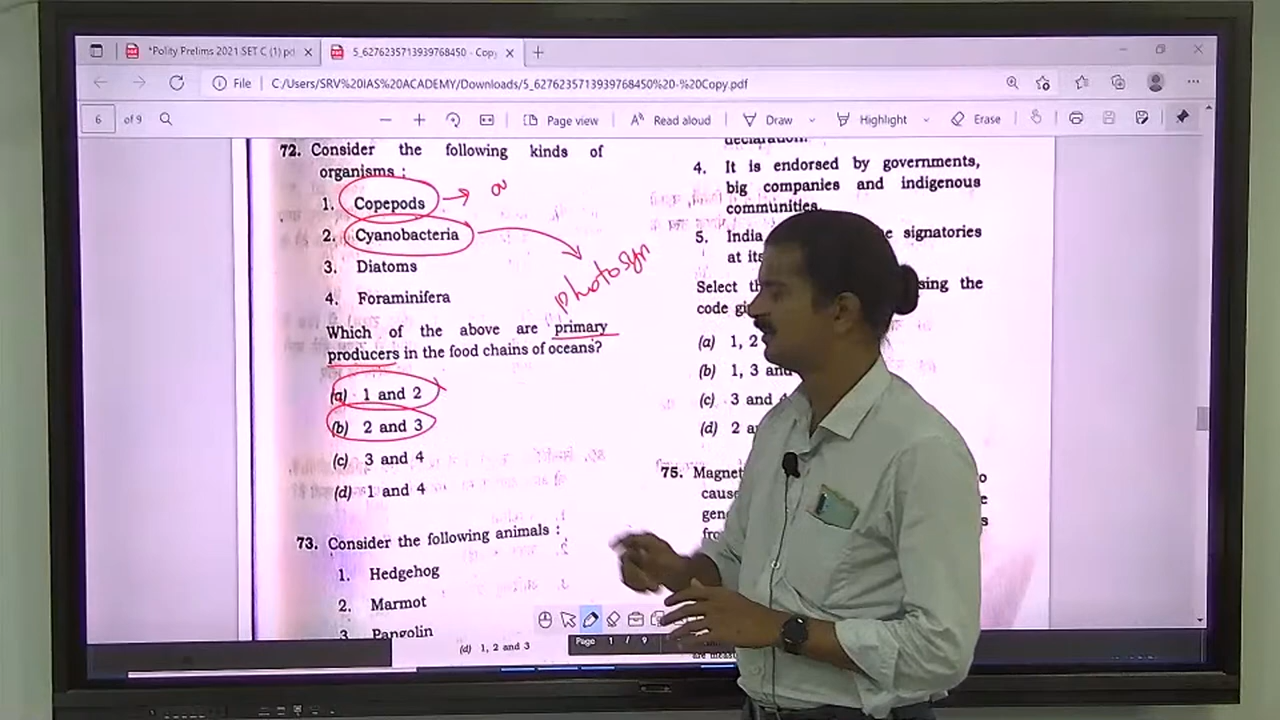 *Polity Prelims 2021 SET C (1).pd
5_6276235713939768450 - Copy
File C:/Users/SRV%20IAS%20ACADEMY/Downloads/5_6276235713939768450%20-%20Copy.pdf
6 of 9
Page view
Read aloud
Draw
Highlight
Erase
72. Consider the following kinds of
organisms :
1. Copepods
2. Cyanobacteria
photosyn
3. Diatoms
4. Foraminifera
Which of the above are primary
producers in the food chains of oceans?
(a) 1 and 2
(b) 2 and 3
(c) 3 and 4
(d) 1 and 4
73. Consider the following animals :
1. Hedgehog
2. Marmot
3. Pangolin
(d) 1, 2 and 3
Page 1 / 9
declaration.
4. It is endorsed by governments,
big companies and indigenous
communities.
5. India signatories
at its
Select sing the
code
(a) 1, 2
(b) 1, 3 and
(c) 3 and
(d) 2
75.